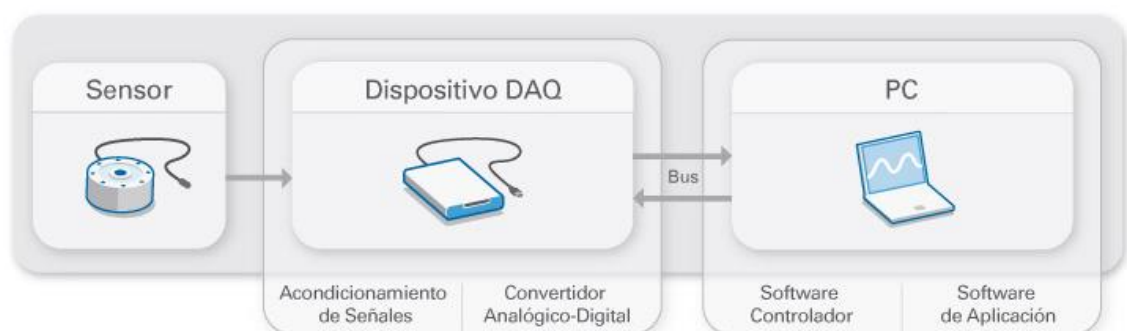 Sensor
Dispositivo DAQ
PC
Bus
Acondicionamiento
de Señales
Convertidor
Analógico-Digital
Software
Controlador
Software
de Aplicación